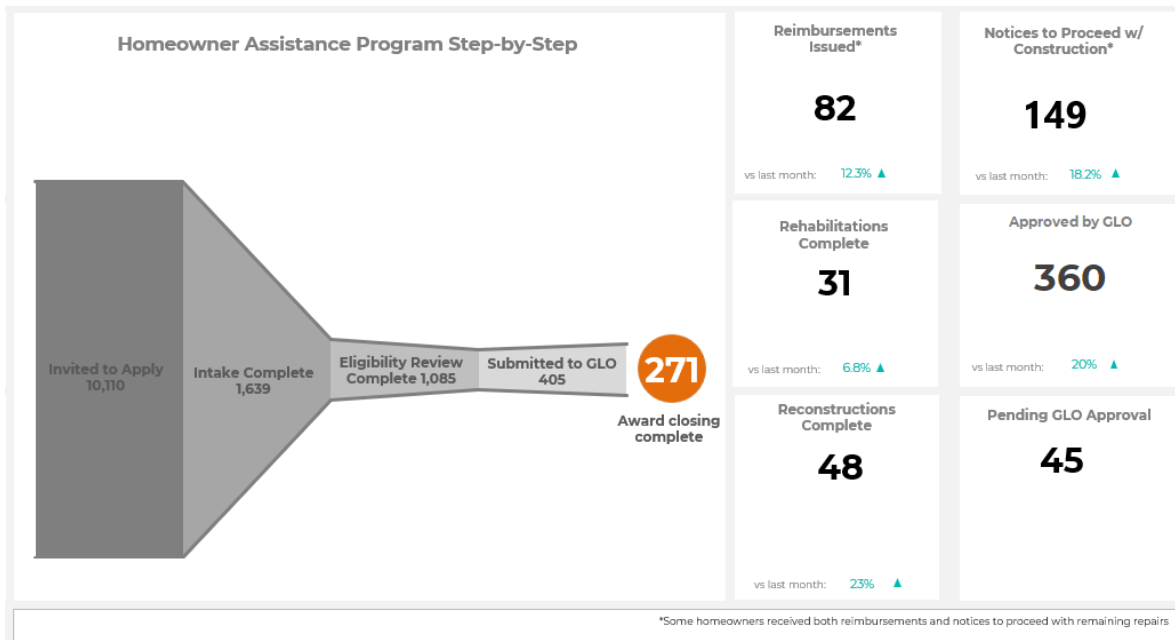 Homeowner Assistance Program Step-by-Step
Invited to Apply
10,110
Intake Complete
1,639
Eligibility Review
Complete 1,085
Submitted to GLO
405
271
Award closing
complete
Reimbursements
Issued*
82
vs last month: 12.3% ▲
Notices to Proceed w/
Construction*
149
vs last month: 18.2% ▲
Rehabilitations
Complete
31
vs last month: 6.8% ▲
Approved by GLO
360
vs last month: 20% ▲
Reconstructions
Complete
48
vs last month: 23% ▲
Pending GLO Approval
45
*Some homeowners received both reimbursements and notices to proceed with remaining repairs